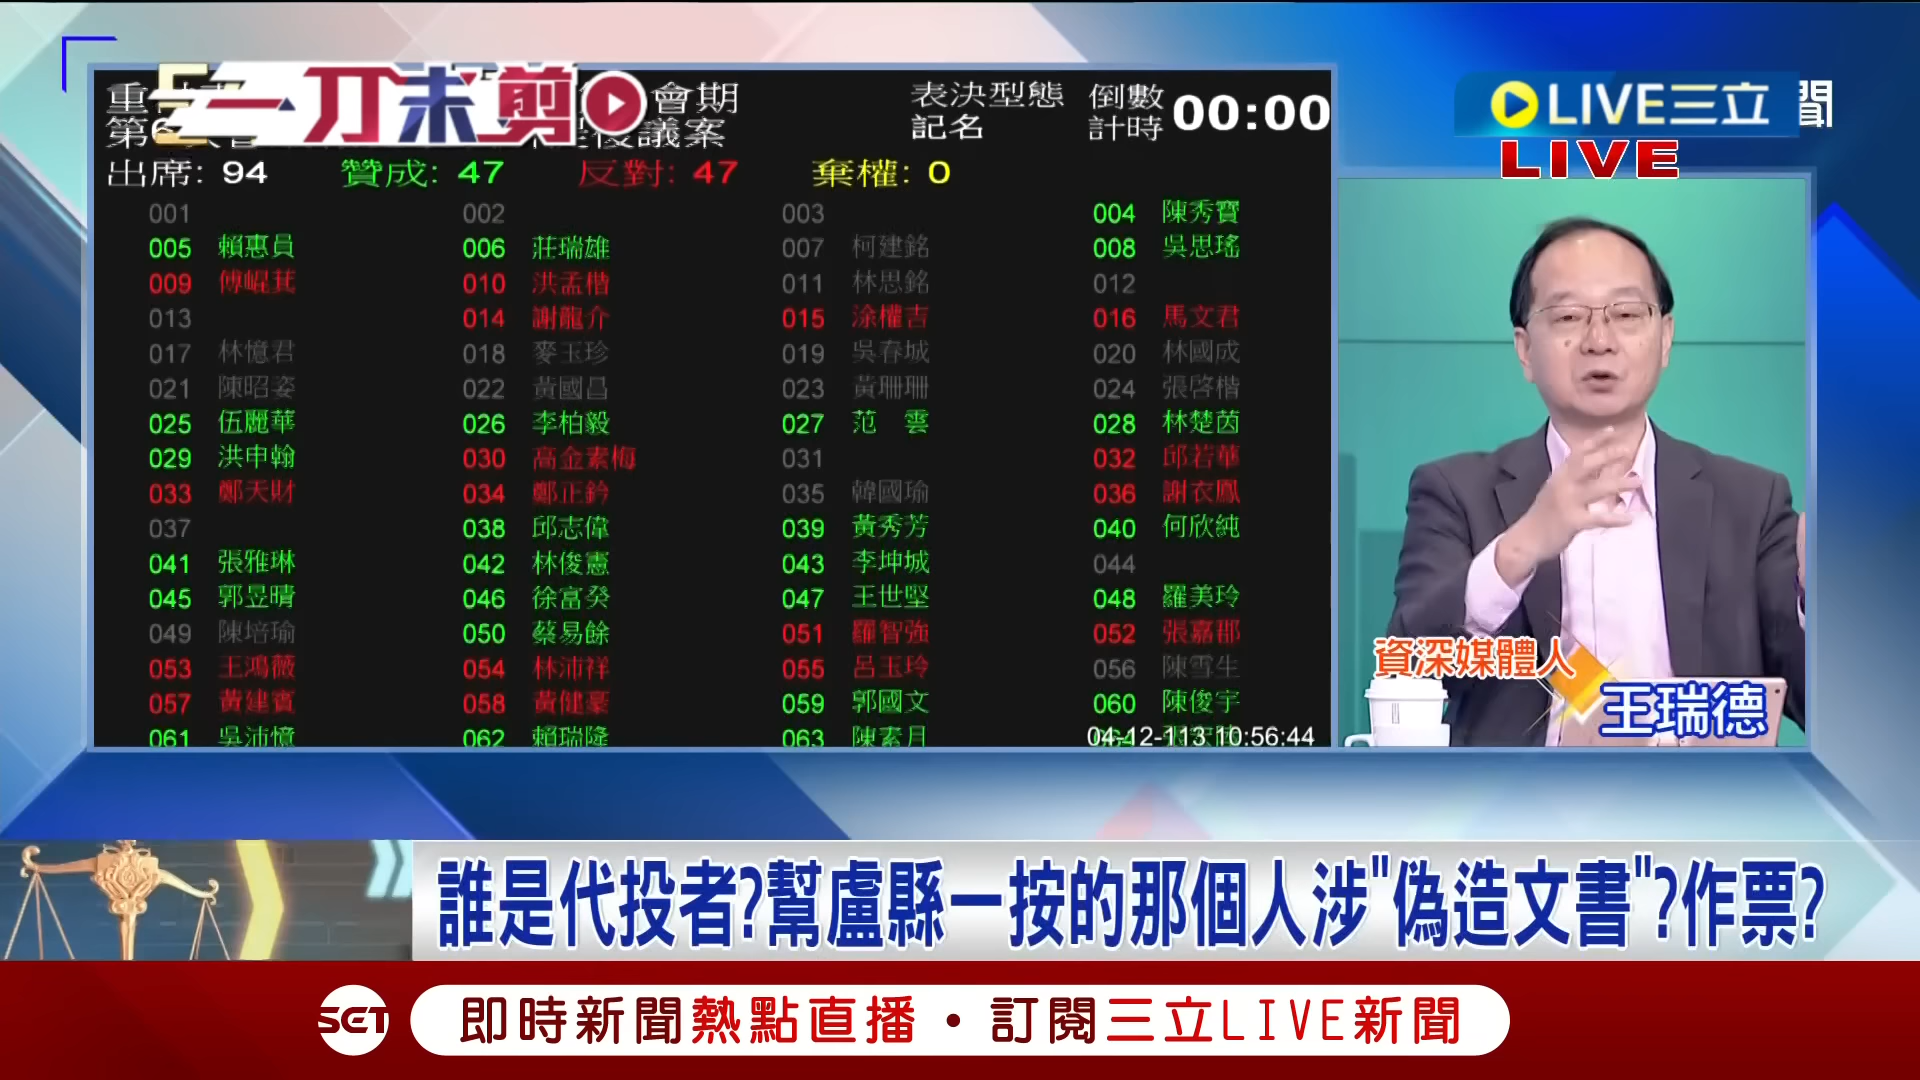 一刀未剪
會期
表決型態
記名
倒數
計時
00:00
議案
出席: 94 贊成: 47 反對: 47 棄權: 0
001 002 003 004 陳秀寶
005 賴惠員 006 莊瑞雄 007 柯建銘 008 吳思瑤
009 傅崐萁 010 洪孟楷 011 林思銘 012
013 014 謝龍介 015 涂權吉 016 馬文君
017 林憶君 018 麥玉珍 019 吳春城 020 林國成
021 陳昭姿 022 黃國昌 023 黃珊珊 024 張啓楷
025 伍麗華 026 李柏毅 027 范 雲 028 林楚茵
029 洪申翰 030 高金素梅 031 032 邱若華
033 鄭天財 034 鄭正鈐 035 韓國瑜 036 謝衣鳳
037 038 邱志偉 039 黃秀芳 040 何欣純
041 張雅琳 042 林俊憲 043 李坤城 044
045 郭昱晴 046 徐富癸 047 王世堅 048 羅美玲
049 陳培瑜 050 蔡易餘 051 羅智強 052 張嘉郡
053 王鴻薇 054 林沛祥 055 呂玉玲 056 陳雪生
057 黃建賓 058 黃健豪 059 郭國文 060 陳俊宇
061 吳沛憶 062 賴瑞隆 063 陳素月
04-12-113 10:56:44
LIVE三立
聞
LIVE
資深媒體人
王瑞德
誰是代投者?幫盧縣一按的那個人涉"偽造文書"?作票?
SET
即時新聞熱點直播·訂閱三立LIVE新聞